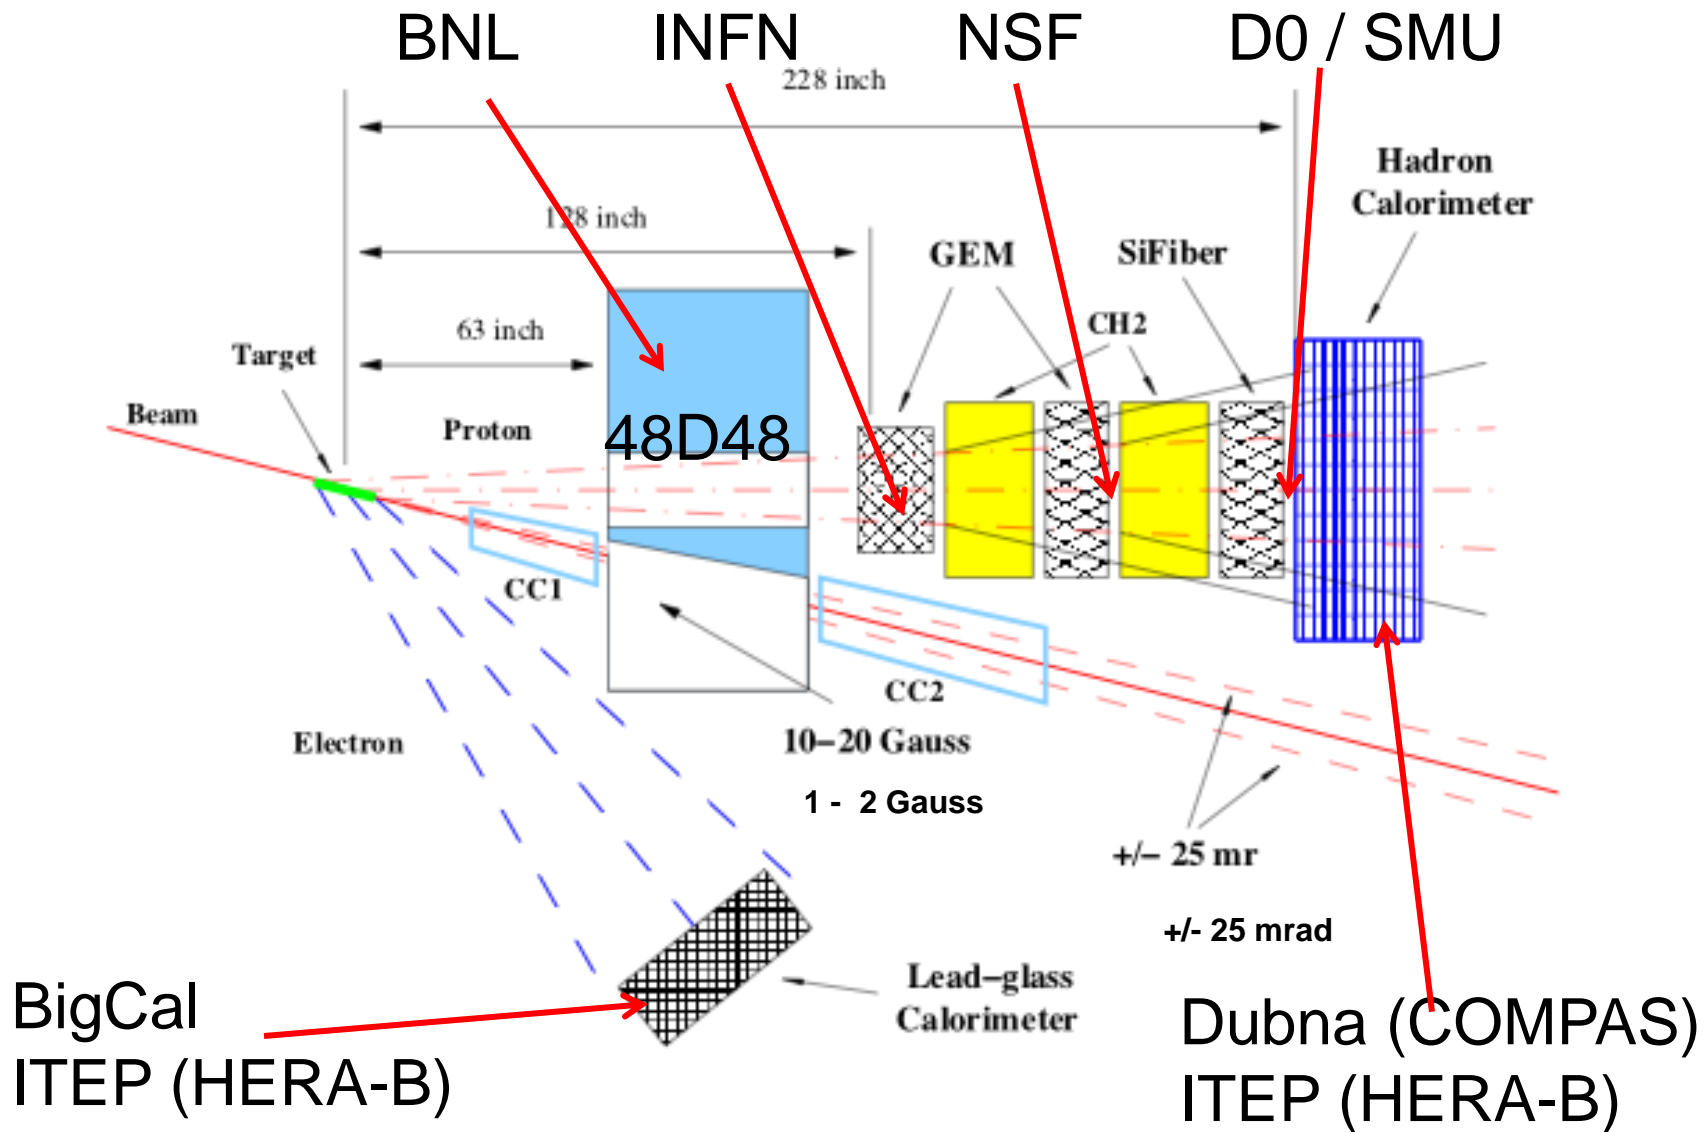 BNL
INFN
NSF
D0 / SMU
228 inch
Hadron
Calorimeter
128 inch
GEM
SiFiber
CH2
63 inch
Target
Beam
Proton
48D48
CC1
CC2
Electron
10-20 Gauss
1 - 2 Gauss
+/- 25 mr
+/- 25 mrad
Lead-glass
Calorimeter
BigCal
ITEP (HERA-B)
Dubna (COMPAS)
ITEP (HERA-B)